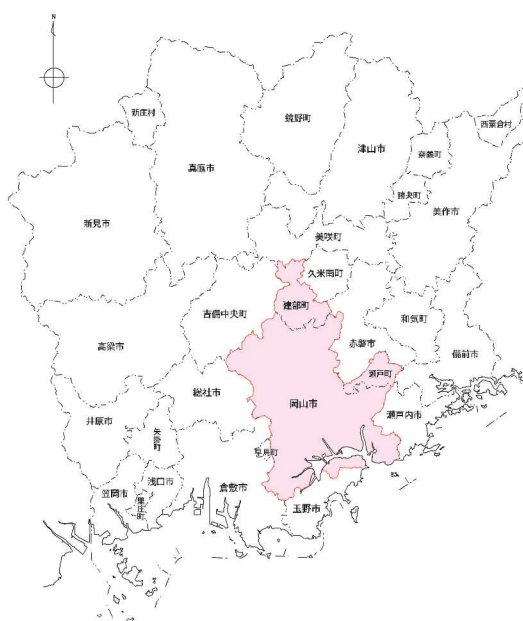 N
新庄村
鏡野町
西粟倉村
津山市
奈義町
真庭市
勝央町
美作市
新見市
美咲町
久米南町
建部町
吉備中央町
和気町
赤磐市
高梁市
備前市
瀬戸町
総社市
岡山市
瀬戸内市
井原市
矢掛町
早島町
浅口市
倉敷市
笠岡市
里庄町
玉野市